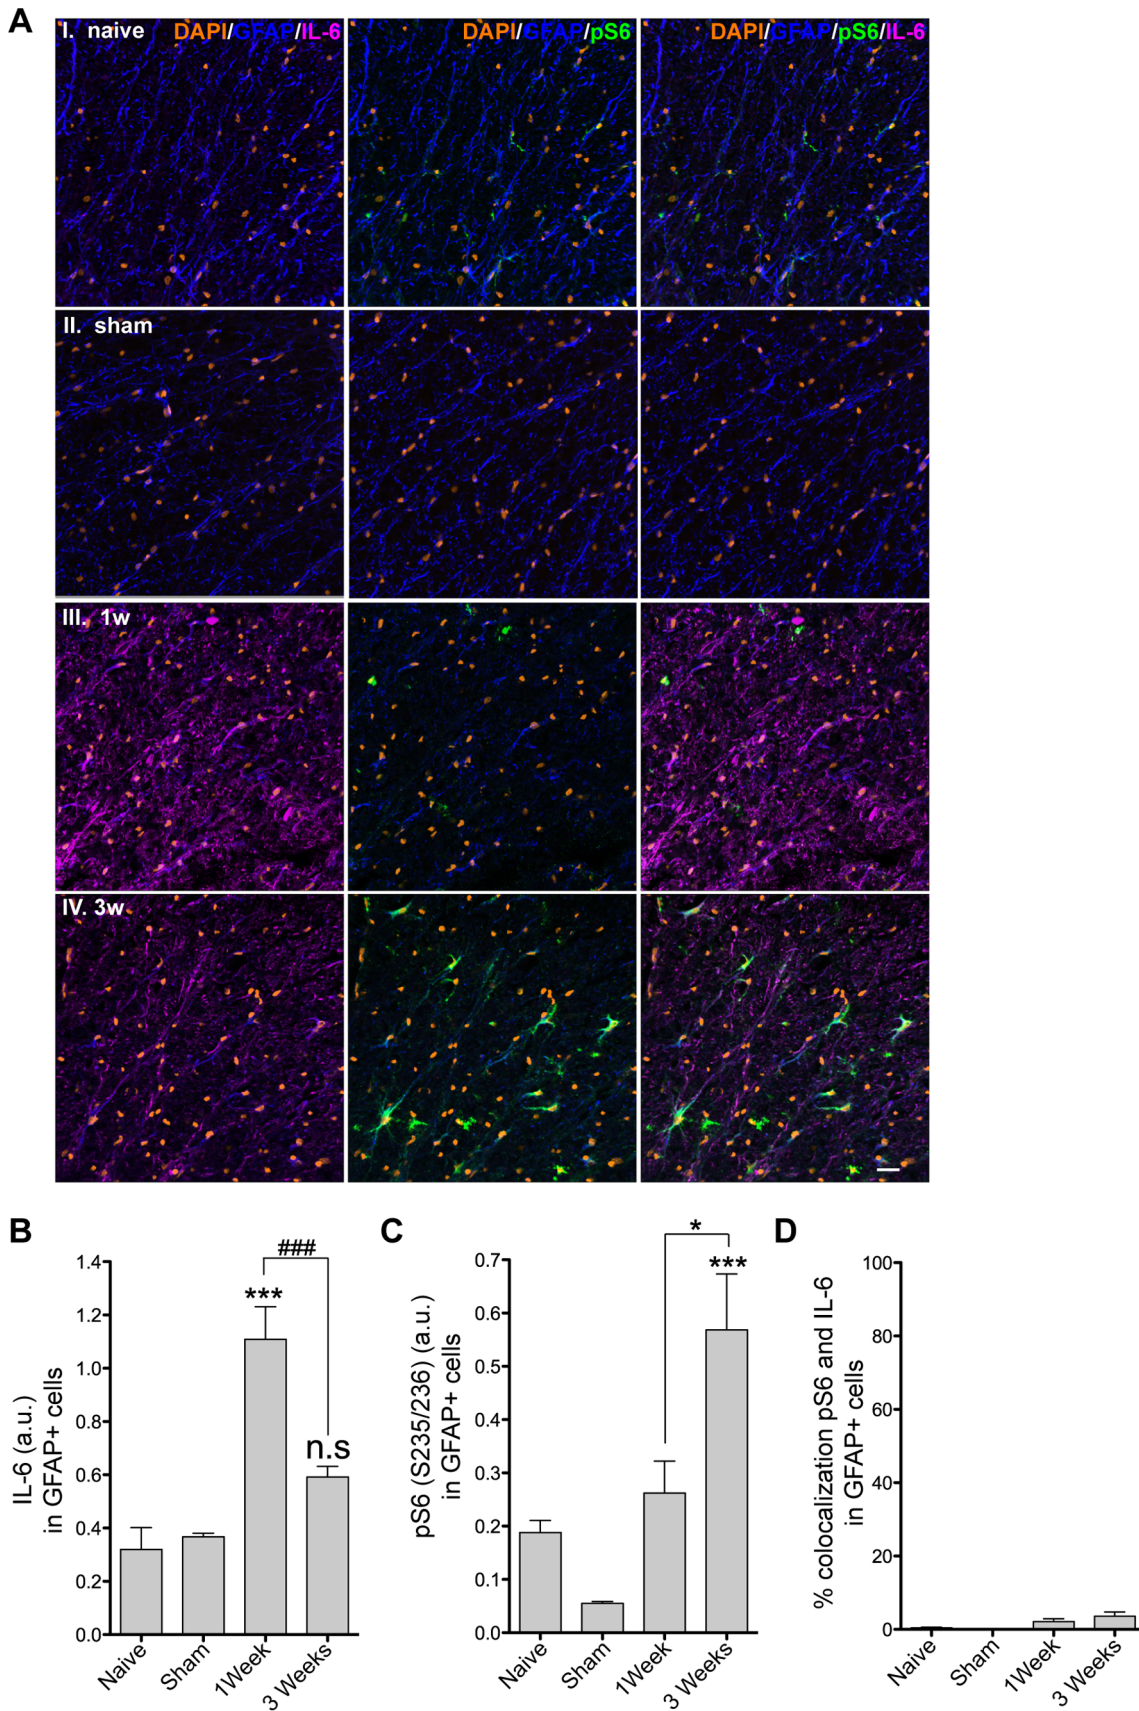 A
I. naive DAPI/GFAP/IL-6 DAPI/GFAP/pS6 DAPI/GFAP/pS6/IL-6
II. sham
III. 1w
IV. 3w
B
IL-6 (a.u.)
in GFAP+ cells
1.4
1.2
1.0
0.8
0.6
0.4
0.2
0.0
***
###
n.s
Naive
Sham
1Week
3 Weeks
C
pS6 (S235/236) (a.u.)
in GFAP+ cells
0.7
0.6
0.5
0.4
0.3
0.2
0.1
0.0
*
***
Naive
Sham
1Week
3 Weeks
D
% colocalization pS6 and IL-6
in GFAP+ cells
100
80
60
40
20
0
Naive
Sham
1Week
3 Weeks